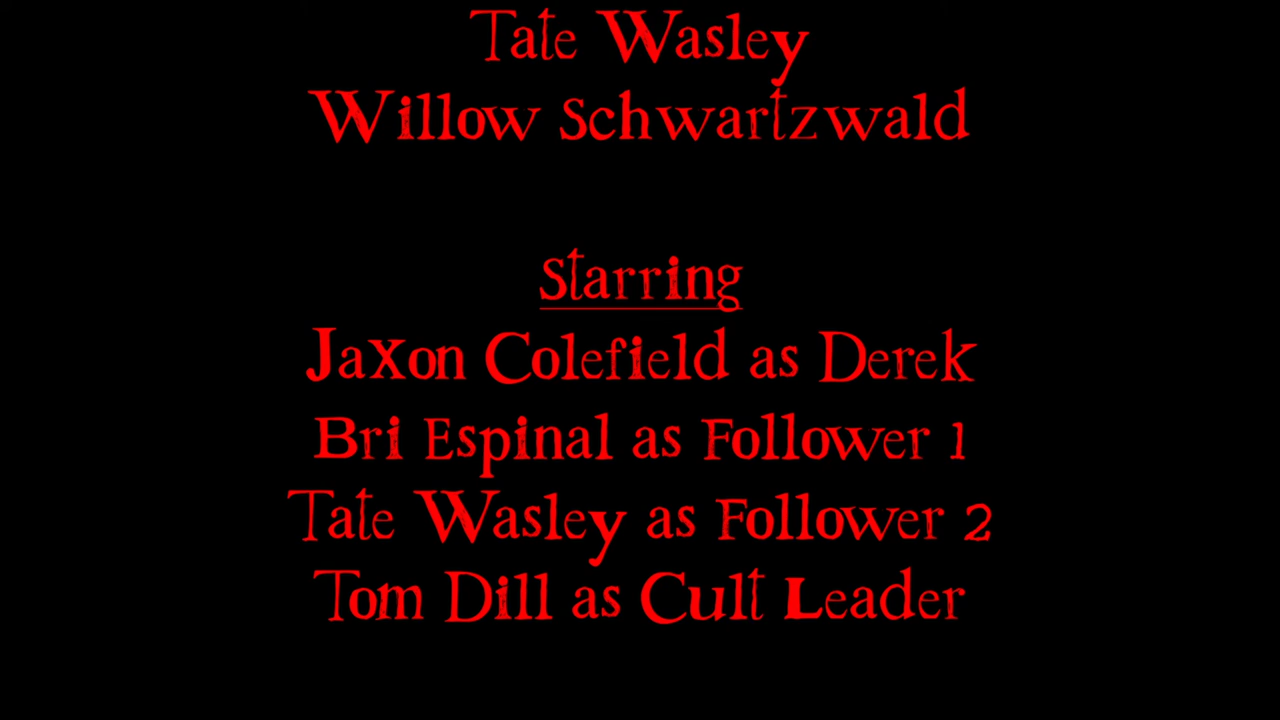 Tate Wasley
Willow Schwartzwald
Starring
Jaxon Colefield as Derek
Bri Espinal as Follower 1
Tate Wasley as Follower 2
Tom Dill as Cult Leader